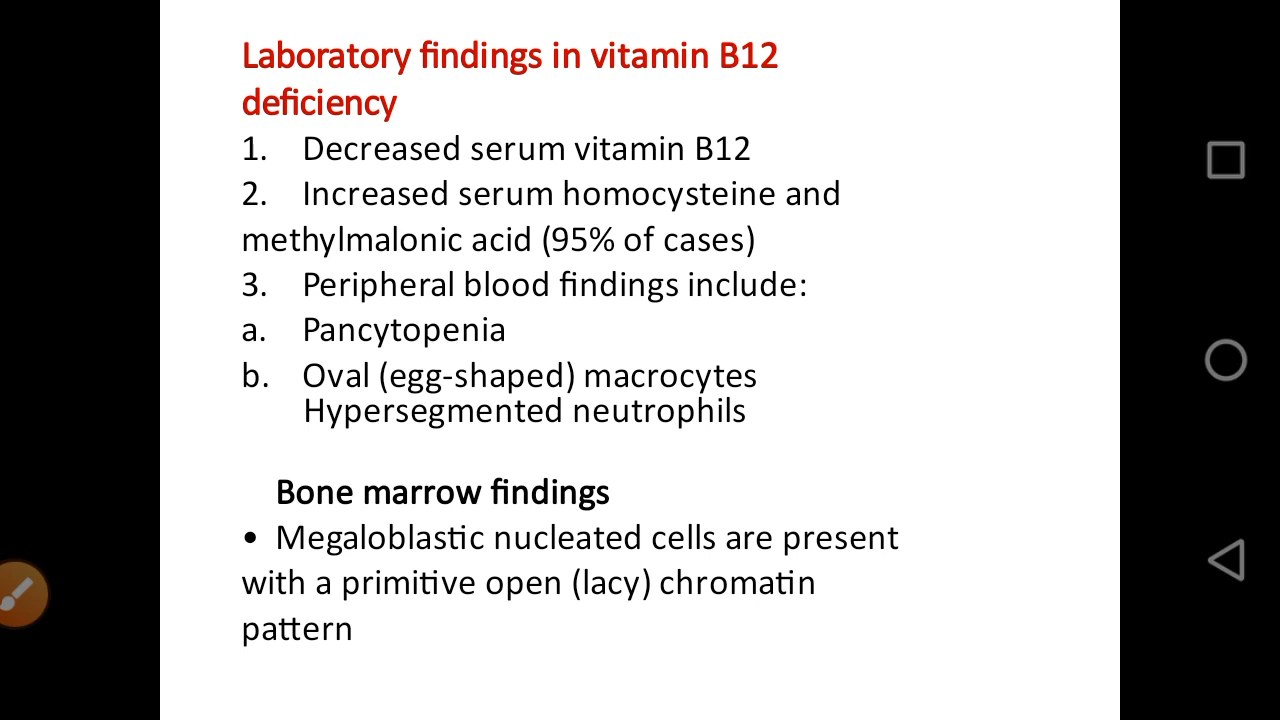 Laboratory findings in vitamin B12
deficiency
1. Decreased serum vitamin B12
2. Increased serum homocysteine and
methylmalonic acid (95% of cases)
3. Peripheral blood findings include:
a. Pancytopenia
b. Oval (egg-shaped) macrocytes
Hypersegmented neutrophils
Bone marrow findings
• Megaloblastic nucleated cells are present
with a primitive open (lacy) chromatin
pattern